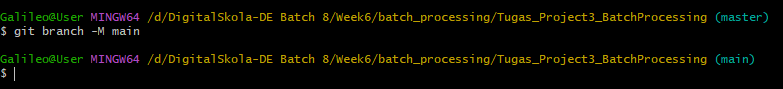 Galileo@User MINGW64 /d/DigitalSkola-DE Batch 8/Week6/batch_processing/Tugas_Project3_BatchProcessing (master)
$ git branch -M main
Galileo@User MINGW64 /d/DigitalSkola-DE Batch 8/Week6/batch_processing/Tugas_Project3_BatchProcessing (main)
$